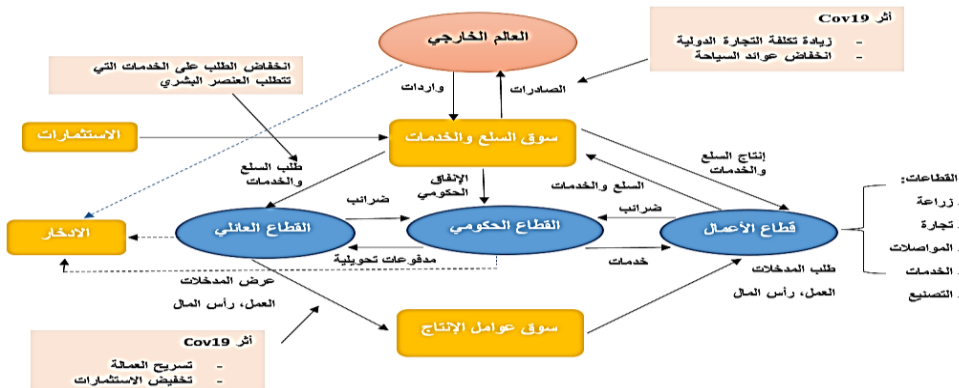 أثر Cov19
- زيادة تكلفة التجارة الدولية
- انخفاض عوائد السياحة
العالم الخارجي
انخفاض الطلب على الخدمات التي
تتطلب العنصر البشري
الصادرات
واردات
سوق السلع والخدمات
الاستثمارات
إنتاج السلع
والخدمات
طلب السلع
والخدمات
الإنفاق
الحكومي
السلع والخدمات
القطاعات:
زراعة
تجارة
المواصلات
الخدمات
التصنيع
ضرائب
ضرائب
قطاع الأعمال
القطاع الحكومي
القطاع العائلي
الادخار
خدمات
مدفوعات تحويلية
طلب المدخلات
العمل، رأس المال
عرض المدخلات
العمل، رأس المال
سوق عوامل الإنتاج
أثر Cov19
- تسريح العمالة
- تخفيض الاستثمارات